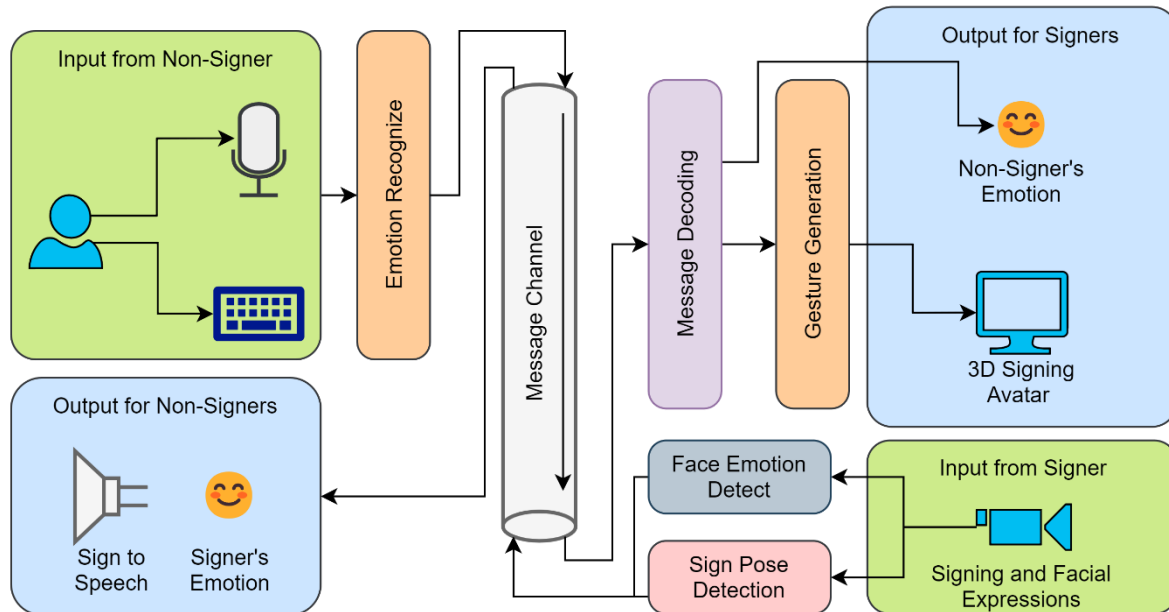 Input from Non-Signer
Emotion Recognize
Message Channel
Message Decoding
Gesture Generation
Output for Signers
Non-Signer's
Emotion
3D Signing
Avatar
Output for Non-Signers
Sign to
Speech
Signer's
Emotion
Face Emotion
Detect
Sign Pose
Detection
Input from Signer
Signing and Facial
Expressions